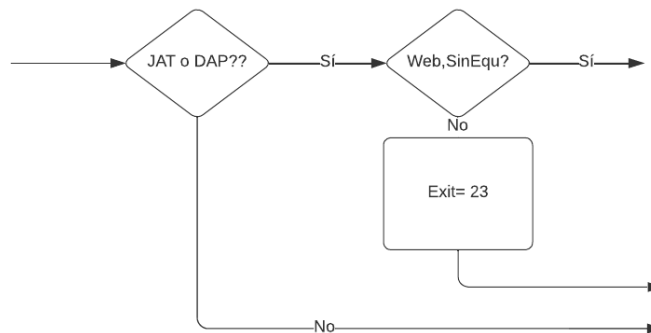 JAT o DAP??
Sí
Web,SinEqu?
Sí
No
Exit= 23
No